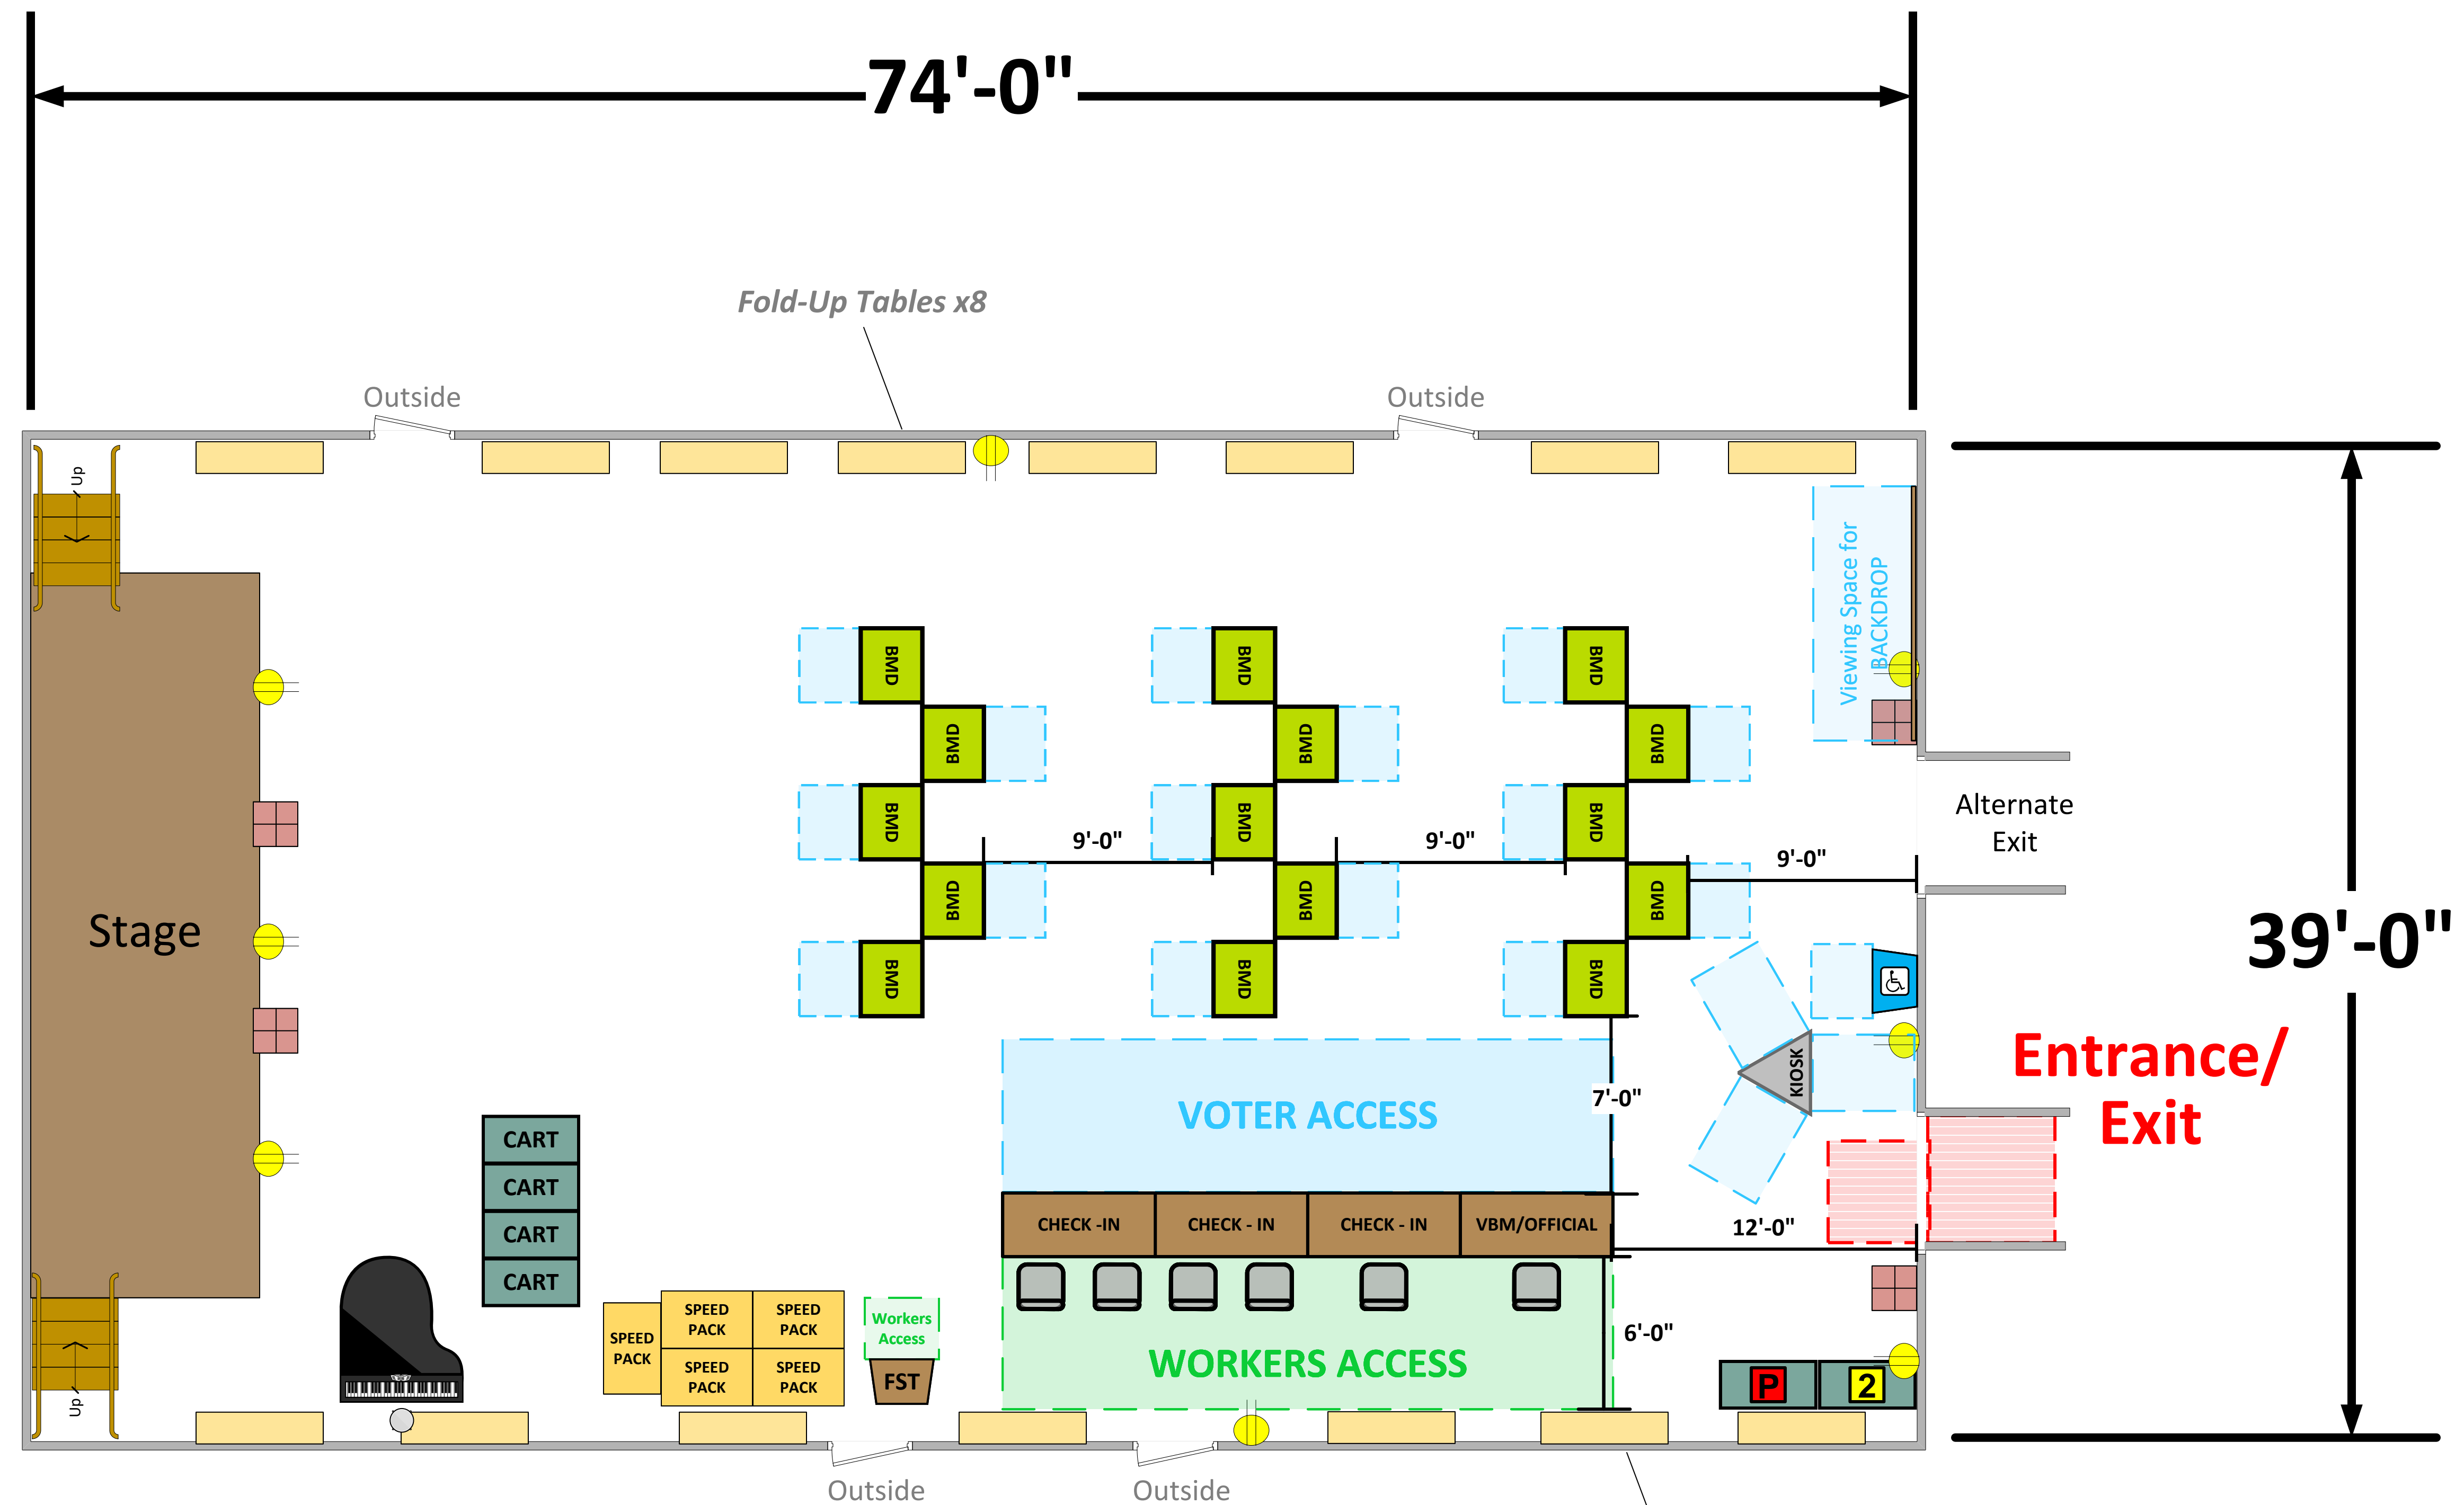 74'-0"
Fold-Up Tables x8
Outside
Outside
Up
Viewing Space for
BACKDROP
BMD
BMD
BMD
BMD
BMD
BMD
Alternate
Exit
BMD
BMD
BMD
9'-0"
9'-0"
9'-0"
BMD
BMD
BMD
Stage
39'-0"
BMD
BMD
BMD
Entrance/
Exit
KIOSK
7'-0"
VOTER ACCESS
CART
CART
CART
CART
CHECK -IN
CHECK - IN
CHECK - IN
VBM/OFFICIAL
12'-0"
SPEED
PACK
SPEED
PACK
SPEED
PACK
SPEED
PACK
SPEED
PACK
Workers
Access
FST
WORKERS ACCESS
6'-0"
P
2
Up
Outside
Outside